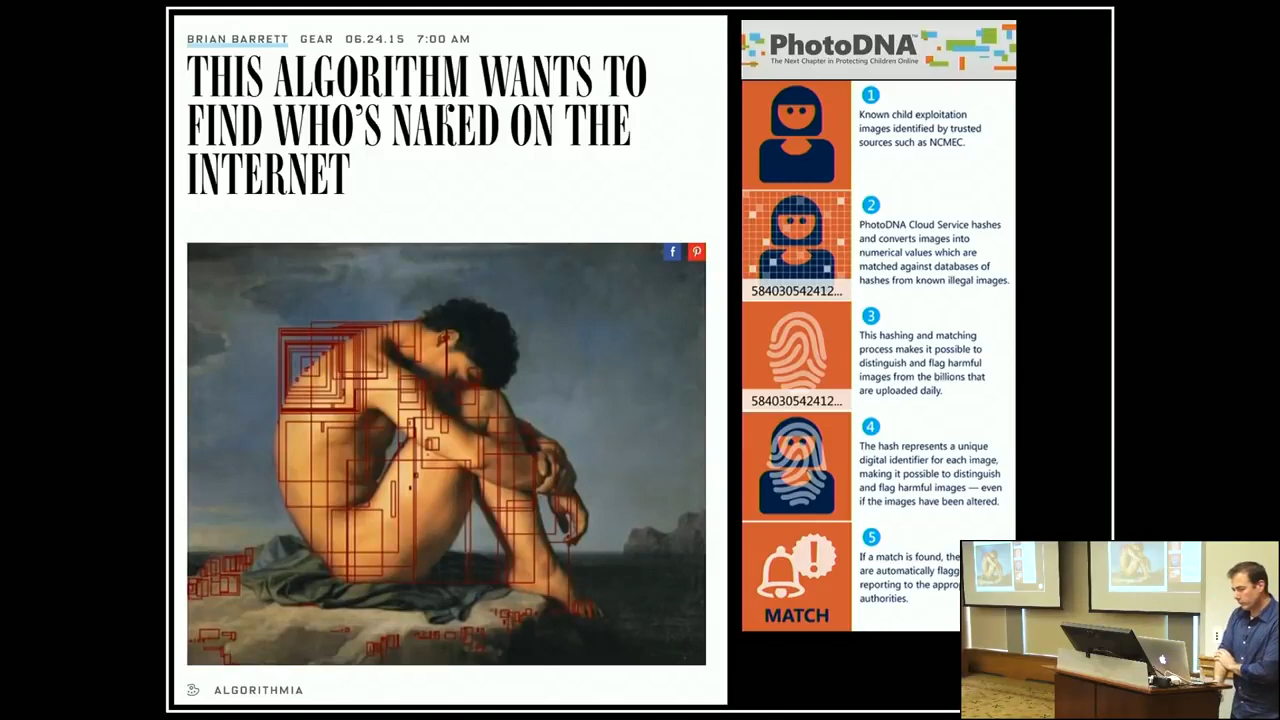 BRIAN BARRETT GEAR 06.24.15 7:00 AM
THIS ALGORITHM WANTS TO
FIND WHO'S NAKED ON THE
INTERNET
ALGORITHMIA
PhotoDNA™
The Next Chapter in Protecting Children Online
1
Known child exploitation
images identified by trusted
sources such as NCMEC.
2
PhotoDNA Cloud Service hashes
and converts images into
numerical values which are
matched against databases of
hashes from known illegal images.
584030542412...
3
This hashing and matching
process makes it possible to
distinguish and flag harmful
images from the billions that
are uploaded daily.
584030542412...
4
The hash represents a unique
digital identifier for each image,
making it possible to distinguish
and flag harmful images — even
if the images have been altered.
5
If a match is found, the
are automatically flagg
reporting to the approp
authorities.
MATCH